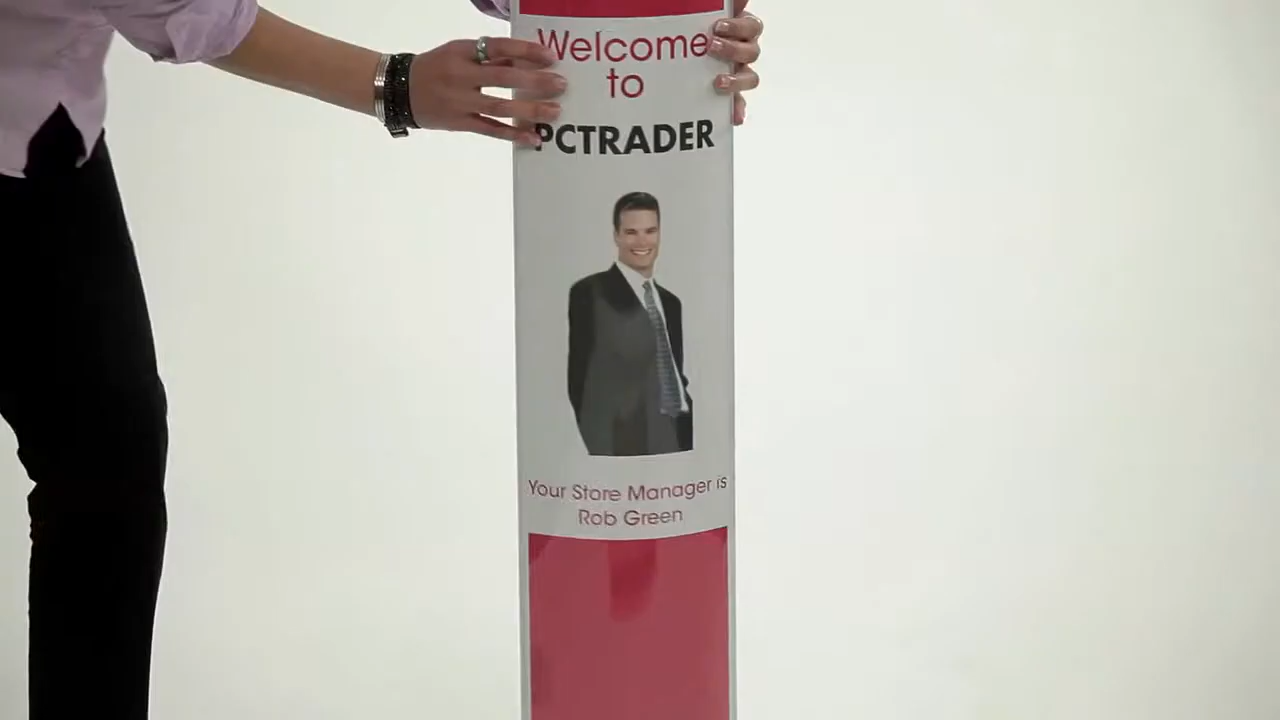 Welcome
to
PCTRADER
Your Store Manager is
Rob Green